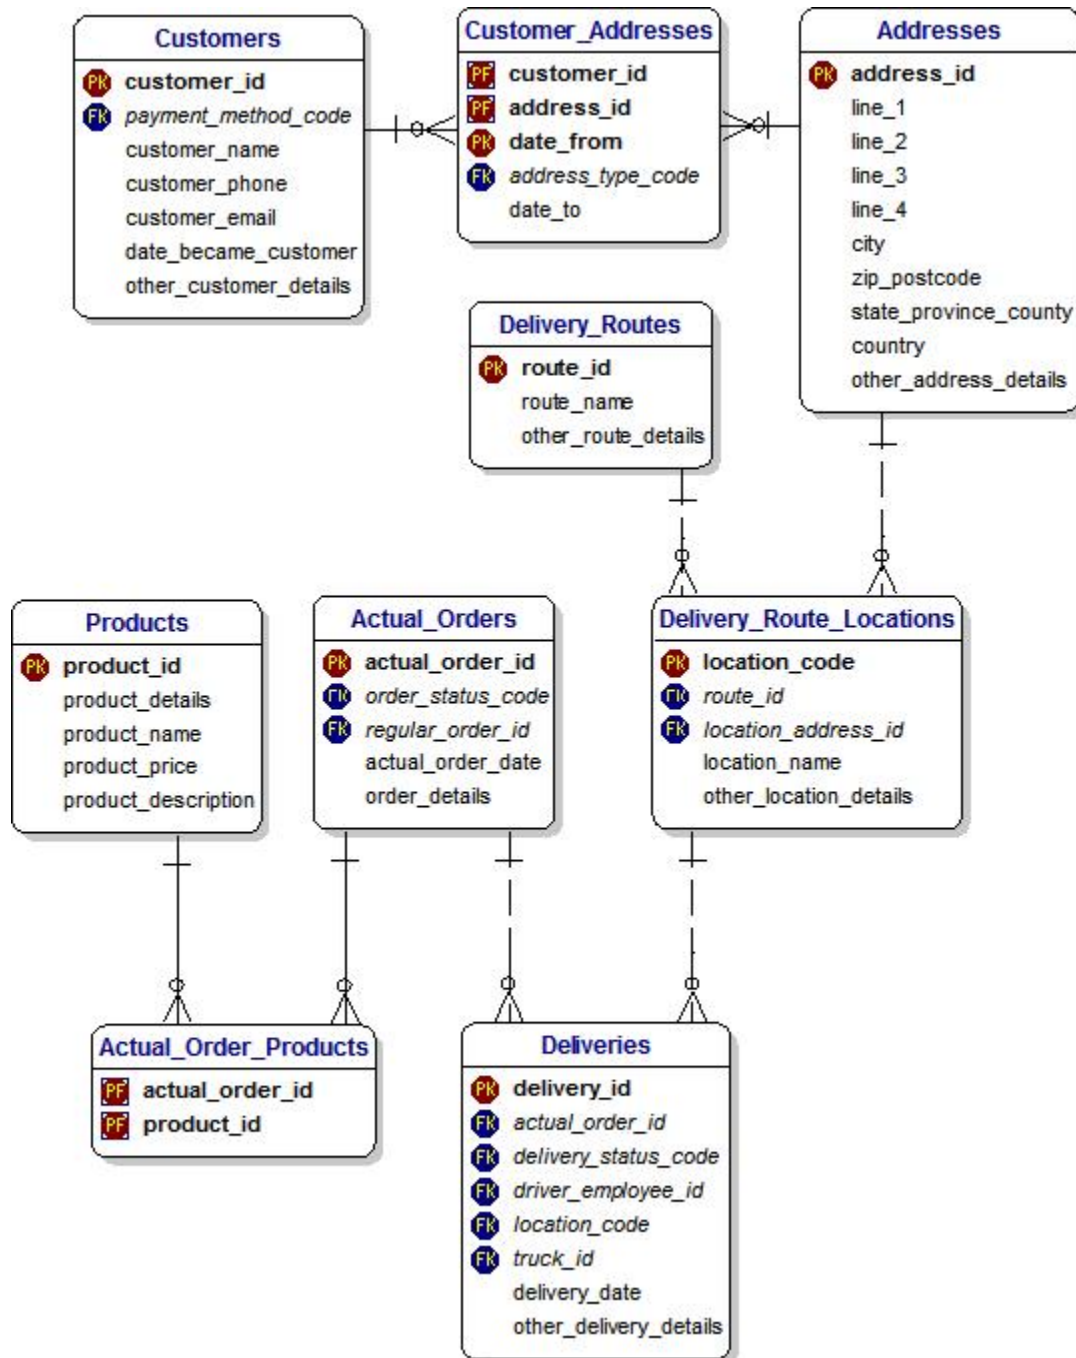 Customers
PK customer_id
FK payment_method_code
customer_name
customer_phone
customer_email
date_became_customer
other_customer_details
Customer_Addresses
PF customer_id
PF address_id
PK date_from
FK address_type_code
date_to
Addresses
PK address_id
line_1
line_2
line_3
line_4
city
zip_postcode
state_province_county
country
other_address_details
Delivery_Routes
PK route_id
route_name
other_route_details
Products
PK product_id
product_details
product_name
product_price
product_description
Actual_Orders
PK actual_order_id
FK order_status_code
FK regular_order_id
actual_order_date
order_details
Delivery_Route_Locations
PK location_code
FK route_id
FK location_address_id
location_name
other_location_details
Actual_Order_Products
PF actual_order_id
PF product_id
Deliveries
PK delivery_id
FK actual_order_id
FK delivery_status_code
FK driver_employee_id
FK location_code
FK truck_id
delivery_date
other_delivery_details